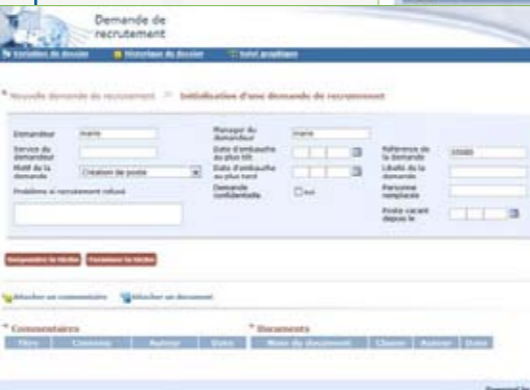 Demande de
recrutement
Variables du dossier Historique du dossier Suivi graphique
Nouvelle demande de recrutement Initialisation d'une demande de recrutement
Demandeur marie
Manager du
demandeur marie
Service du
demandeur
Date d'embauche
au plus tôt
Référence de
la demande
Motif de la
demande Création de poste
Date d'embauche
au plus tard
Libellé de la
demande
Problème si recrutement refusé
Demande
confidentielle
Personne
remplacée
Poste vacant
depuis le
Suspendre la tâche Terminer la tâche
Attacher un commentaire Attacher un document
Commentaires Documents
Titre Contenu Auteur Date Nom du document Classe Auteur Date
Powered by